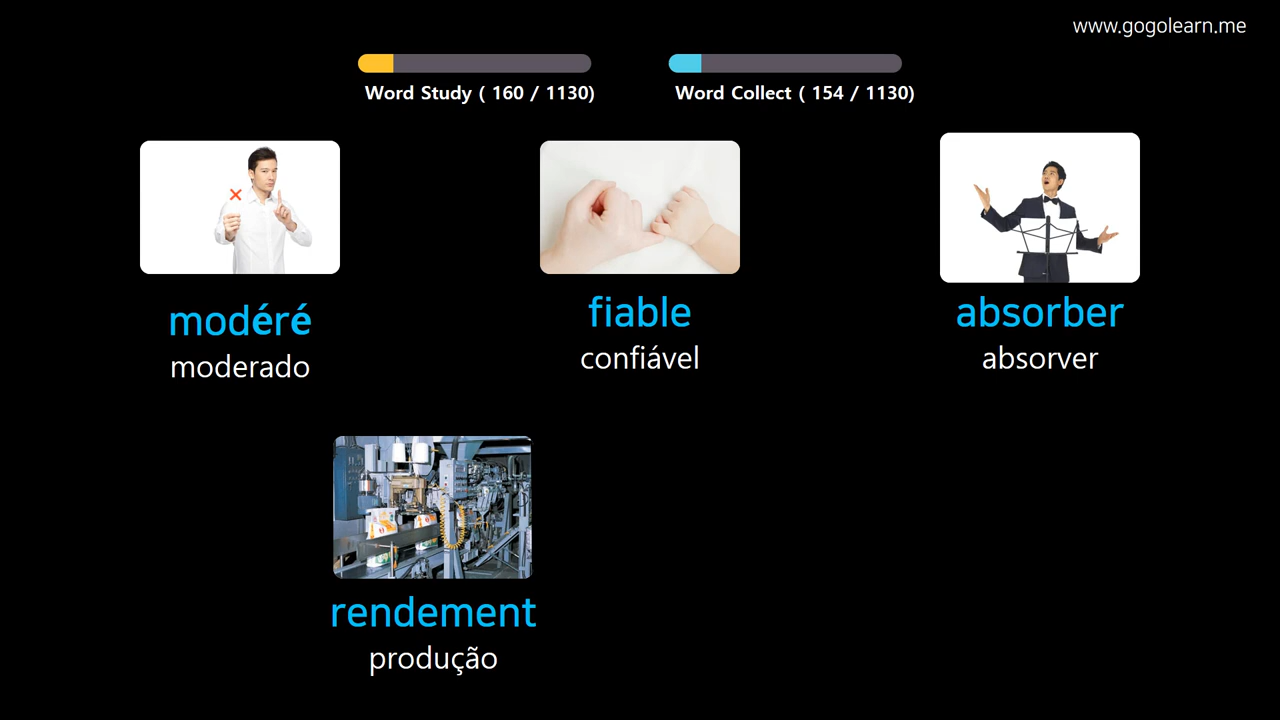 www.gogolearn.me
Word Study ( 160 / 1130)
Word Collect ( 154 / 1130)
modéré
moderado
fiable
confiável
absorber
absorver
rendement
produção